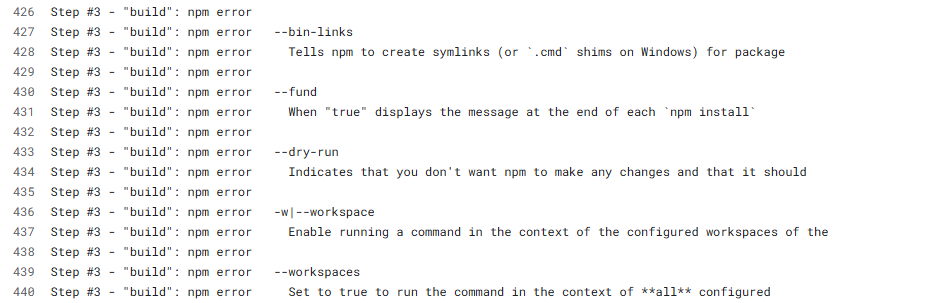 426 Step #3 - "build": npm error
427 Step #3 - "build": npm error --bin-links
428 Step #3 - "build": npm error Tells npm to create symlinks (or `.cmd` shims on Windows) for package
429 Step #3 - "build": npm error
430 Step #3 - "build": npm error --fund
431 Step #3 - "build": npm error When "true" displays the message at the end of each `npm install`
432 Step #3 - "build": npm error
433 Step #3 - "build": npm error --dry-run
434 Step #3 - "build": npm error Indicates that you don't want npm to make any changes and that it should
435 Step #3 - "build": npm error
436 Step #3 - "build": npm error -w|--workspace
437 Step #3 - "build": npm error Enable running a command in the context of the configured workspaces of the
438 Step #3 - "build": npm error
439 Step #3 - "build": npm error --workspaces
440 Step #3 - "build": npm error Set to true to run the command in the context of **all** configured